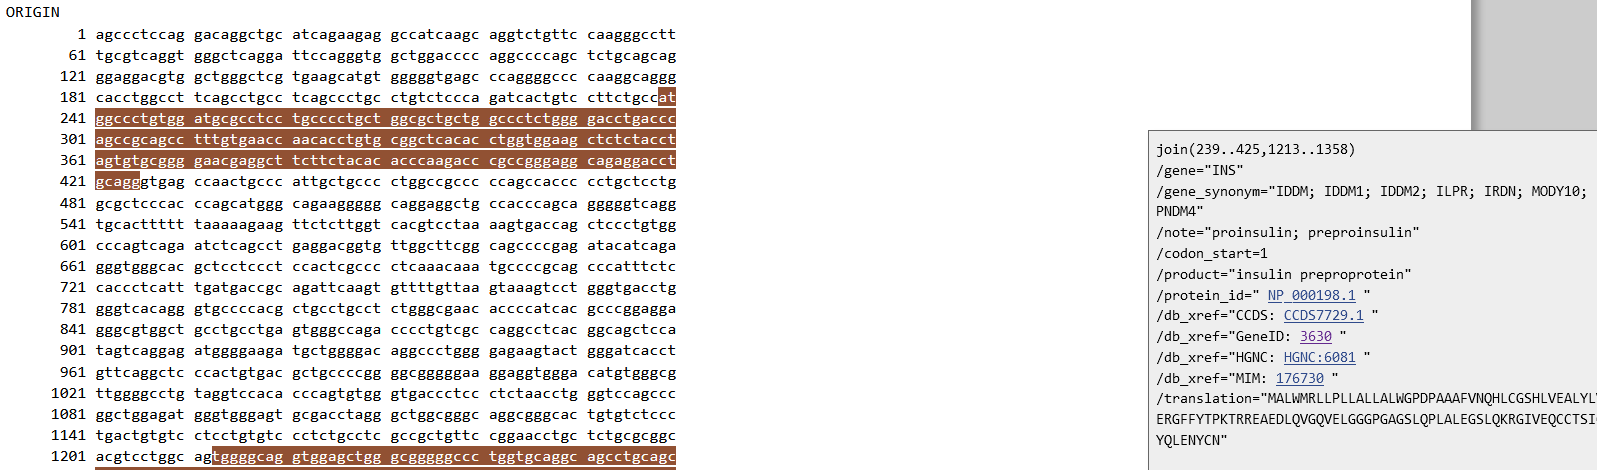 ORIGIN
1 agccctccag gacaggctgc atcagaagag gccatcaagc aggtctgttc caagggcctt
61 tgcgtcaggt gggctcagga ttccagggtg gctggacccc aggccccagc tctgcagcag
121 ggaggacgtg gctgggctcg tgaagcatgt gggggtgagc ccaggggccc caaggcaggg
181 cacctggcct tcagcctgcc tcagccctgc ctgtctccca gatcactgtc cttctgccat
241 ggccctgtgg atgcgcctcc tgcccctgct ggcgctgctg gccctctggg gacctgaccc
301 agccgcagcc tttgtgaacc aacacctgtg cggctcacac ctggtggaag ctctctacct
361 agtgtgcggg gaacgaggct tcttctacac acccaagacc cgccgggagg cagaggacct
421 gcagggtgag ccaactgccc attgctgccc ctggccgccc ccagccaccc cctgctcctg
481 gcgctcccac ccagcatggg cagaaggggg caggaggctg ccacccagca gggggtcagg
541 tgcacttttt taaaaagaag ttctcttggt cacgtcctaa aagtgaccag ctccctgtgg
601 cccagtcaga atctcagcct gaggacggtg ttggcttcgg cagccccgag atacatcaga
661 gggtgggcac gctcctccct ccactcgccc ctcaaacaaa tgccccgcag cccatttctc
721 caccctcatt tgatgaccgc agattcaagt gttttgttaa gtaaagtcct gggtgacctg
781 gggtcacagg gtgccccacg ctgcctgcct ctgggcgaac accccatcac gcccggagga
841 gggcgtggct gcctgcctga gtgggccaga cccctgtcgc caggcctcac ggcagctcca
901 tagtcaggag atggggaaga tgctggggac aggccctggg gagaagtact gggatcacct
961 gttcaggctc ccactgtgac gctgccccgg ggcgggggaa ggaggtggga catgtgggcg
1021 ttggggcctg taggtccaca cccagtgtgg gtgaccctcc ctctaacctg ggtccagccc
1081 ggctggagat gggtgggagt gcgacctagg gctggcgggc aggcgggcac tgtgtctccc
1141 tgactgtgtc ctcctgtgtc cctctgcctc gccgctgttc cggaacctgc tctgcgcggc
1201 acgtcctggc agtggggcag gtggagctgg gcgggggccc tggtgcaggc agcctgcagc
join(239..425,1213..1358)
/gene="INS"
/gene_synonym="IDDM; IDDM1; IDDM2; ILPR; IRDN; MODY10;
PNDM4"
/note="proinsulin; preproinsulin"
/codon_start=1
/product="insulin preproprotein"
/protein_id=" NP_000198.1 "
/db_xref="CCDS: CCDS7729.1 "
/db_xref="GeneID: 3630 "
/db_xref="HGNC: HGNC:6081 "
/db_xref="MIM: 176730 "
/translation="MALWMRLLPLLALLALWGPDPAAAFVNQHLCGSHLVEALYLV
ERGFFYTPKTRREAEDLQVGQVELGGGPGAGSLQPLALEGSLQKRGIVEQCCTSI
YQLENYCN"